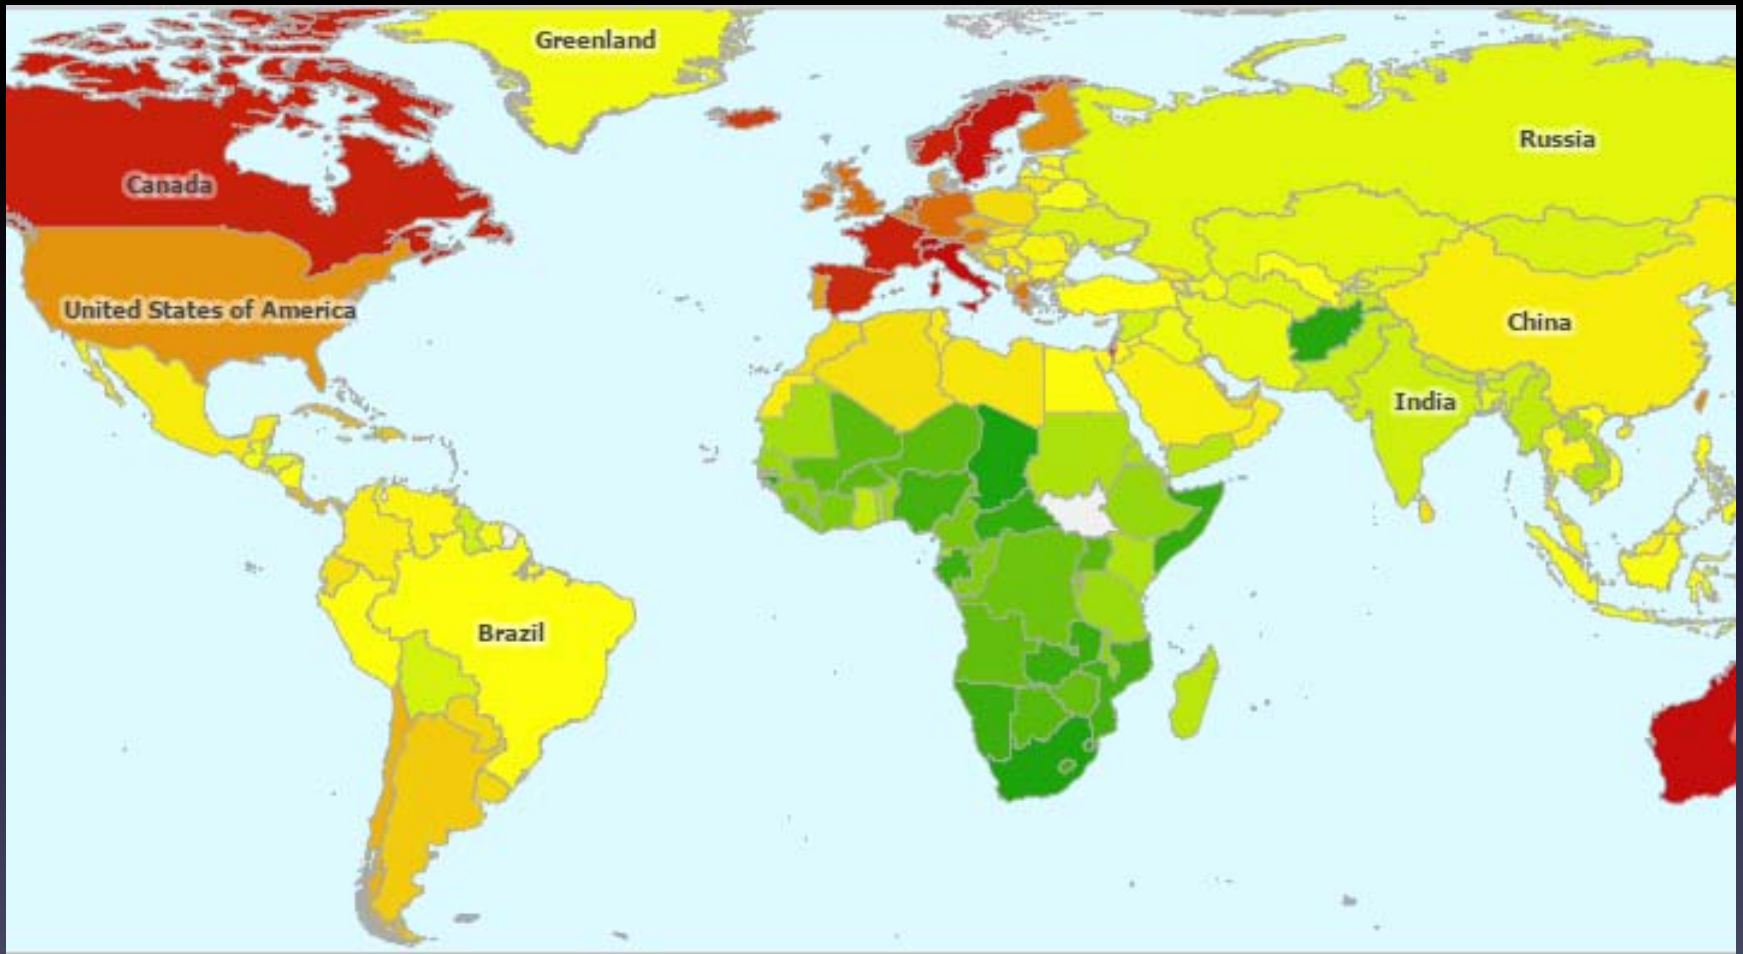 Greenland
Russia
Canada
United States of America
China
India
Brazil